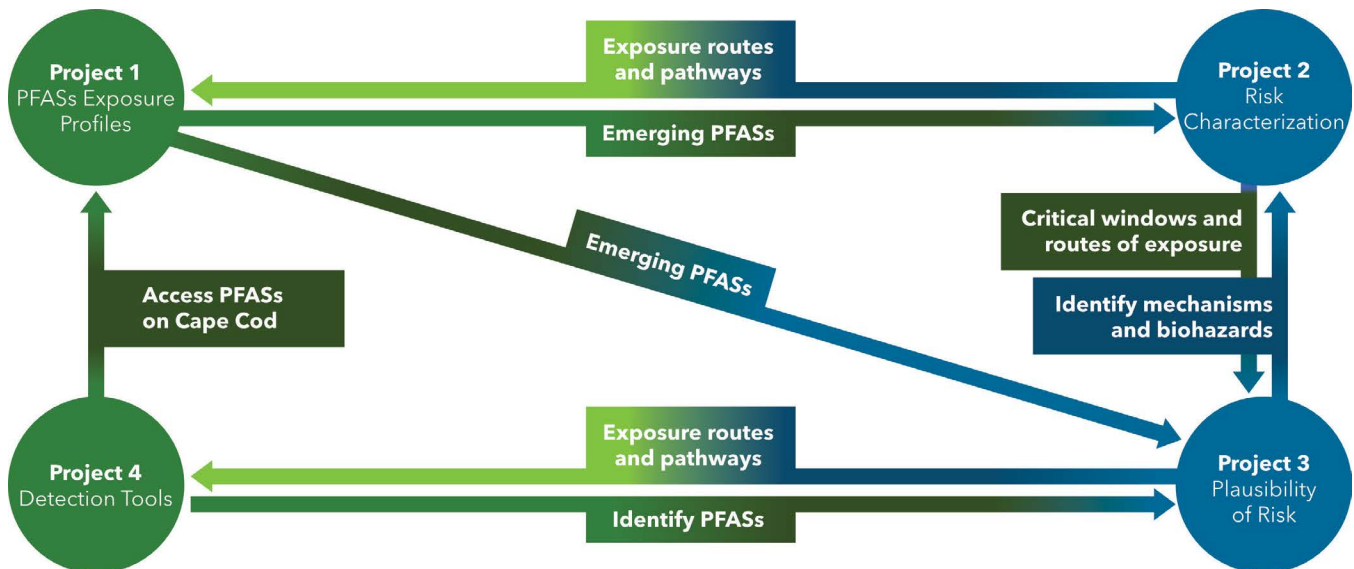 Project 1
PFASs Exposure
Profiles
Exposure routes
and pathways
Emerging PFASs
Project 2
Risk
Characterization
Emerging PFASs
Critical windows and
routes of exposure
Identify mechanisms
and biohazards
Access PFASs
on Cape Cod
Project 4
Detection Tools
Exposure routes
and pathways
Identify PFASs
Project 3
Plausibility
of Risk